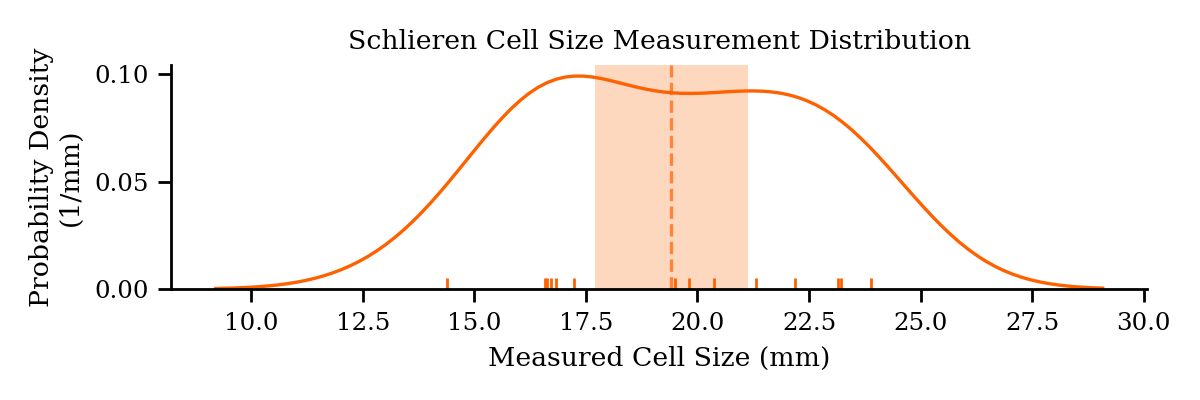 Schlieren Cell Size Measurement Distribution
Probability Density
(1/mm)
0.10
0.05
0.00
10.0 12.5 15.0 17.5 20.0 22.5 25.0 27.5 30.0
Measured Cell Size (mm)